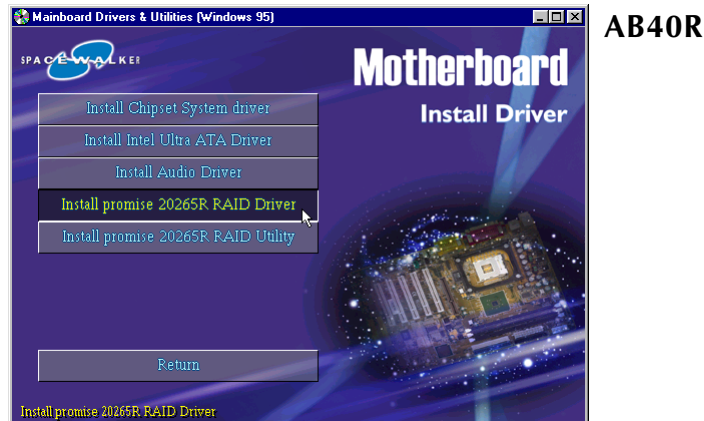 Mainboard Drivers & Utilities (Windows 95)
AB40R
SPACEWALKER
Motherboard
Install Driver
Install Chipset System driver
Install Intel Ultra ATA Driver
Install Audio Driver
Install promise 20265R RAID Driver
Install promise 20265R RAID Utility
Return
Install promise 20265R RAID Driver